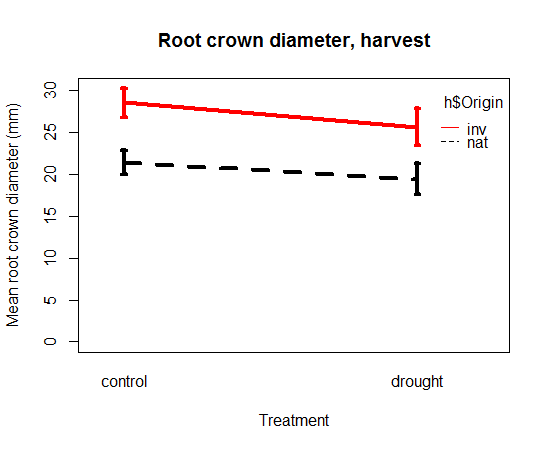 Root crown diameter, harvest
Mean root crown diameter (mm)
30
25
20
15
10
5
0
h$Origin
inv
nat
control
drought
Treatment